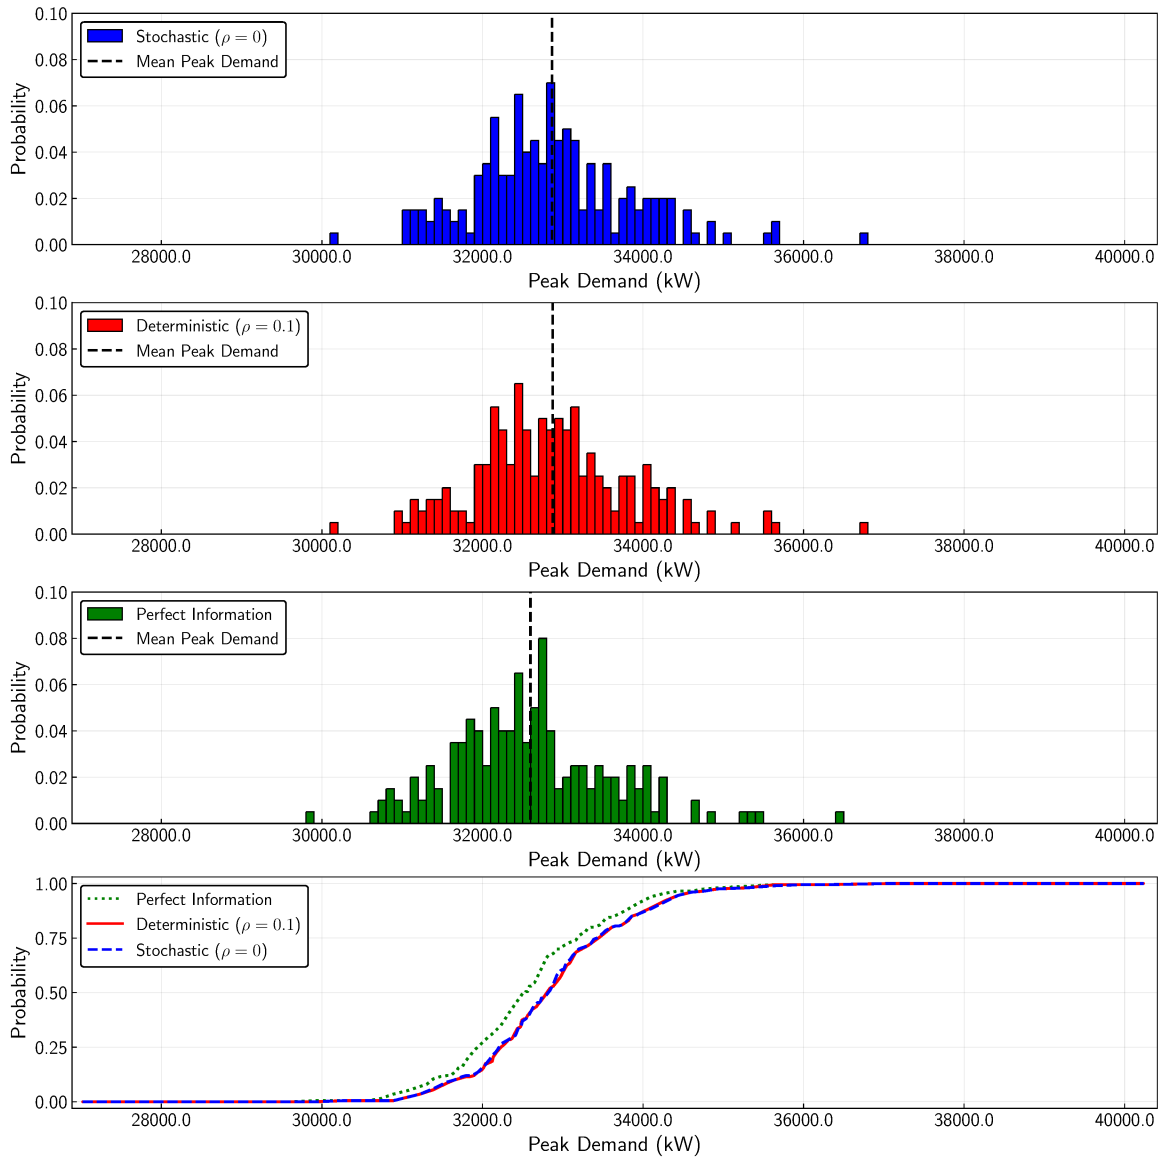 0.10
0.08
0.06
0.04
0.02
0.00
Probability
Stochastic (ρ = 0)
Mean Peak Demand
28000.0 30000.0 32000.0 34000.0 36000.0 38000.0 40000.0
Peak Demand (kW)
0.10
0.08
0.06
0.04
0.02
0.00
Probability
Deterministic (ρ = 0.1)
Mean Peak Demand
28000.0 30000.0 32000.0 34000.0 36000.0 38000.0 40000.0
Peak Demand (kW)
0.10
0.08
0.06
0.04
0.02
0.00
Probability
Perfect Information
Mean Peak Demand
28000.0 30000.0 32000.0 34000.0 36000.0 38000.0 40000.0
Peak Demand (kW)
1.00
0.75
0.50
0.25
0.00
Probability
Perfect Information
Deterministic (ρ = 0.1)
Stochastic (ρ = 0)
28000.0 30000.0 32000.0 34000.0 36000.0 38000.0 40000.0
Peak Demand (kW)